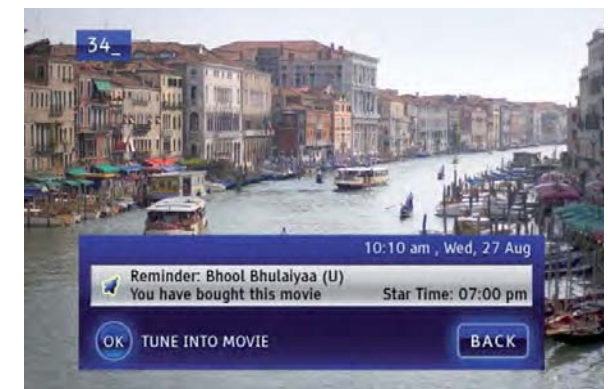 34_
10:10 am , Wed, 27 Aug
Reminder: Bhool Bhulaiyaa (U)
You have bought this movie Star Time: 07:00 pm
OK TUNE INTO MOVIE BACK